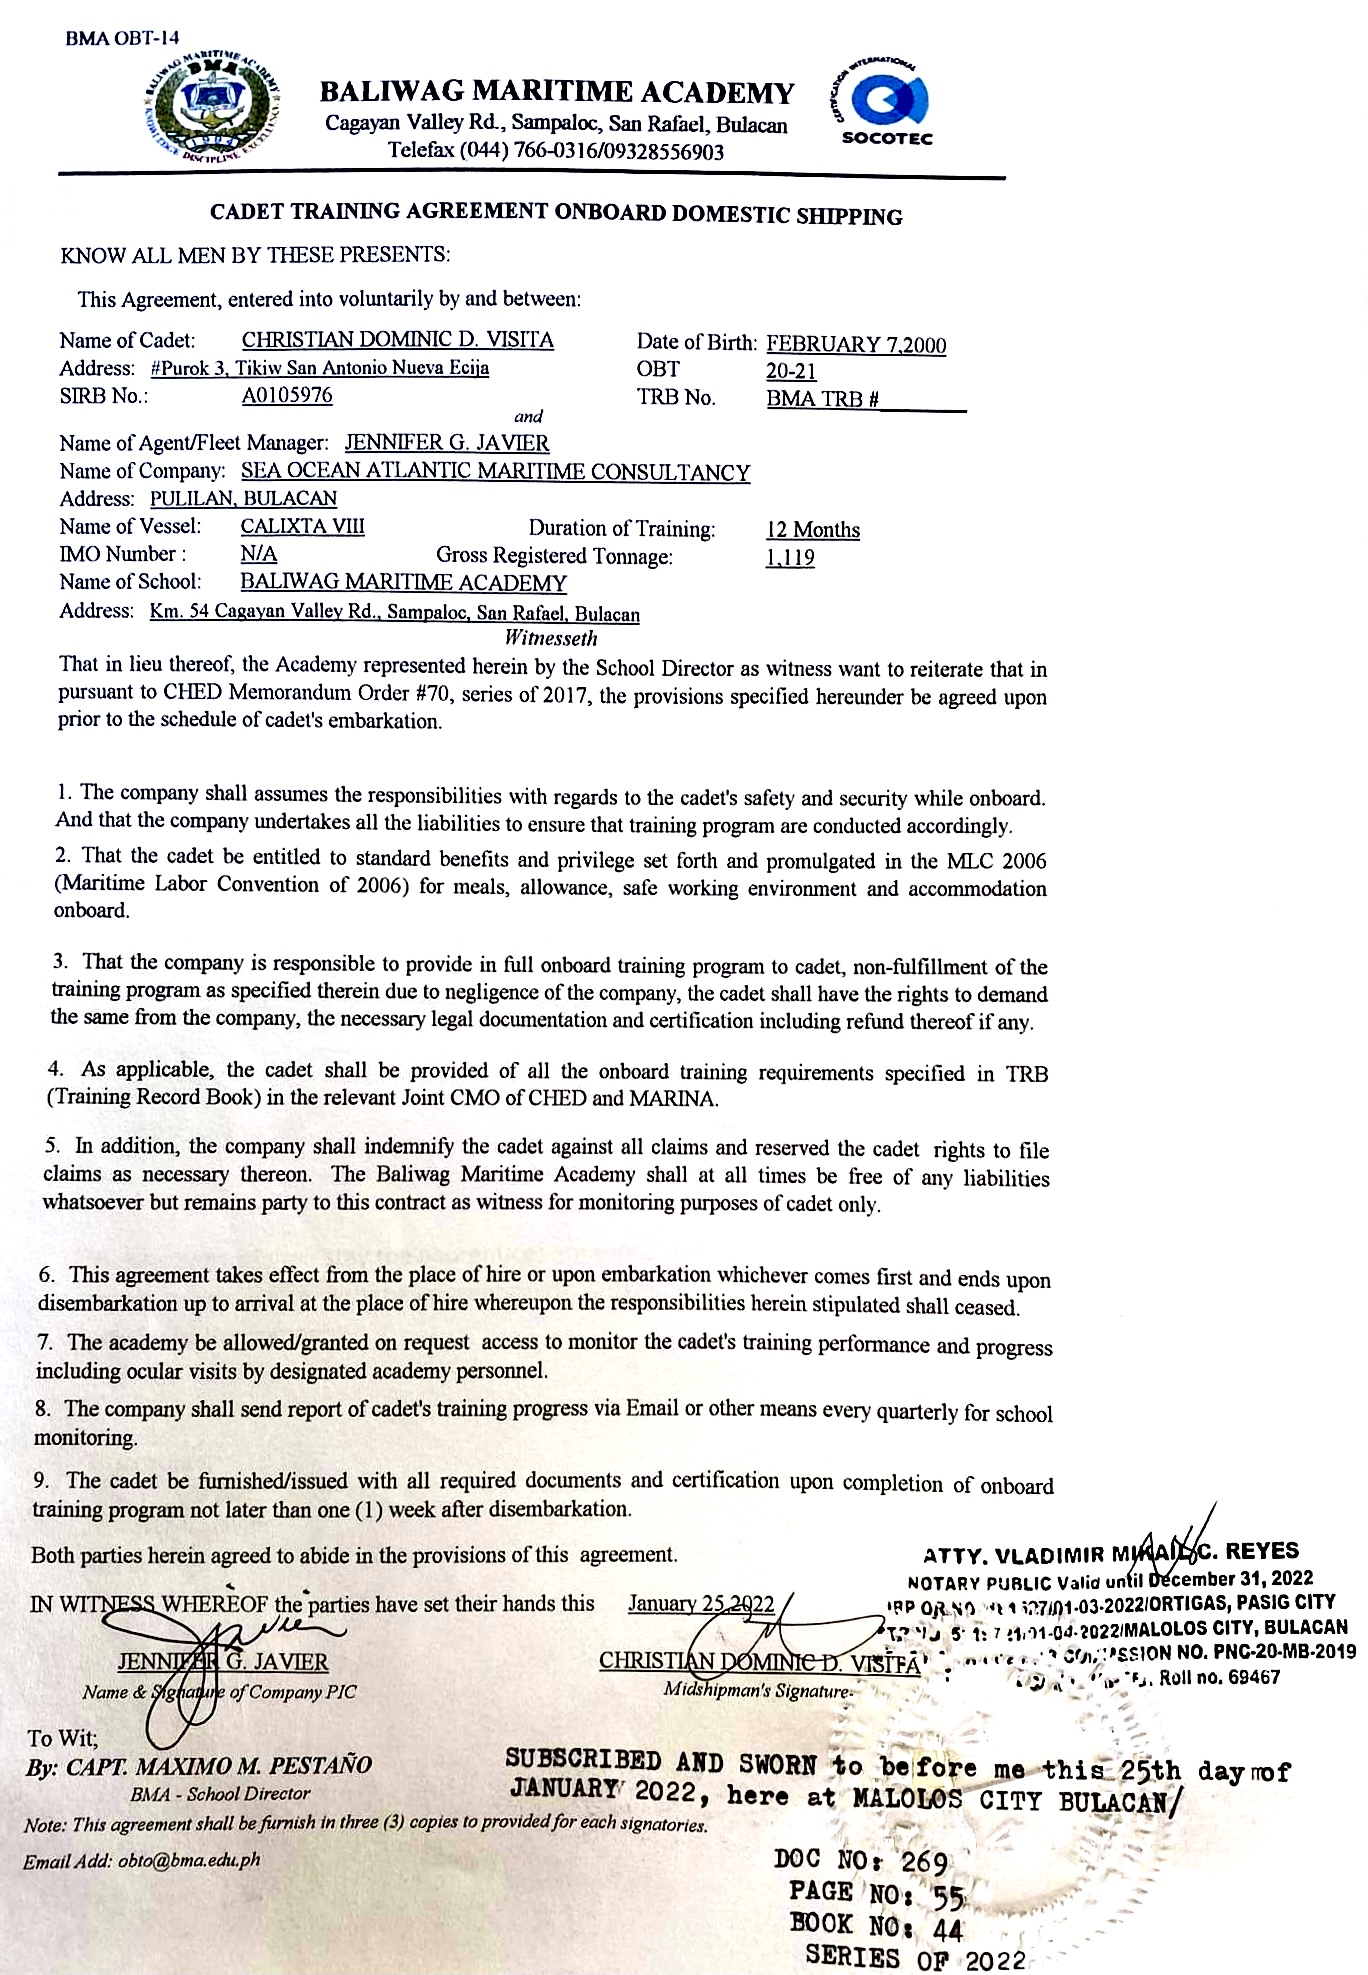 BMA OBT-14
BALIWAG MARITIME ACADEMY
BMA
KNOWLEDGE DISCIPLINE EXCELLENCE
BALIWAG MARITIME ACADEMY
Cagayan Valley Rd., Sampaloc, San Rafael, Bulacan
Telefax (044) 766-0316/09328556903
CERTIFICATION INTERNATIONAL
SOCOTEC
CADET TRAINING AGREEMENT ONBOARD DOMESTIC SHIPPING
KNOW ALL MEN BY THESE PRESENTS:
This Agreement, entered into voluntarily by and between:
Name of Cadet: CHRISTIAN DOMINIC D. VISITA Date of Birth: FEBRUARY 7,2000
Address: #Purok 3, Tikiw San Antonio Nueva Ecija OBT 20-21
SIRB No.: A0105976 TRB No. BMA TRB #
and
Name of Agent/Fleet Manager: JENNIFER G. JAVIER
Name of Company: SEA OCEAN ATLANTIC MARITIME CONSULTANCY
Address: PULILAN, BULACAN
Name of Vessel: CALIXTA VIII Duration of Training: 12 Months
IMO Number : N/A Gross Registered Tonnage: 1,119
Name of School: BALIWAG MARITIME ACADEMY
Address: Km. 54 Cagayan Valley Rd., Sampaloc, San Rafael, Bulacan
Witnesseth
That in lieu thereof, the Academy represented herein by the School Director as witness want to reiterate that in
pursuant to CHED Memorandum Order #70, series of 2017, the provisions specified hereunder be agreed upon
prior to the schedule of cadet's embarkation.
1. The company shall assumes the responsibilities with regards to the cadet's safety and security while onboard.
And that the company undertakes all the liabilities to ensure that training program are conducted accordingly.
2. That the cadet be entitled to standard benefits and privilege set forth and promulgated in the MLC 2006
(Maritime Labor Convention of 2006) for meals, allowance, safe working environment and accommodation
onboard.
3. That the company is responsible to provide in full onboard training program to cadet, non-fulfillment of the
training program as specified therein due to negligence of the company, the cadet shall have the rights to demand
the same from the company, the necessary legal documentation and certification including refund thereof if any.
4. As applicable, the cadet shall be provided of all the onboard training requirements specified in TRB
(Training Record Book) in the relevant Joint CMO of CHED and MARINA.
5. In addition, the company shall indemnify the cadet against all claims and reserved the cadet rights to file
claims as necessary thereon. The Baliwag Maritime Academy shall at all times be free of any liabilities
whatsoever but remains party to this contract as witness for monitoring purposes of cadet only.
6. This agreement takes effect from the place of hire or upon embarkation whichever comes first and ends upon
disembarkation up to arrival at the place of hire whereupon the responsibilities herein stipulated shall ceased.
7. The academy be allowed/granted on request access to monitor the cadet's training performance and progress
including ocular visits by designated academy personnel.
8. The company shall send report of cadet's training progress via Email or other means every quarterly for school
monitoring.
9. The cadet be furnished/issued with all required documents and certification upon completion of onboard
training program not later than one (1) week after disembarkation.
Both parties herein agreed to abide in the provisions of this agreement.
IN WITNESS WHEREOF the parties have set their hands this January 25,2022
JENNIFER G. JAVIER CHRISTIAN DOMINIC D. VISITA
Name & Signature of Company PIC Midshipman's Signature
ATTY. VLADIMIR C. REYES
NOTARY PUBLIC Valid until December 31, 2022
OR NO /01-03-2022/ORTIGAS, PASIG CITY
/01-04-2022/MALOLOS CITY, BULACAN
NO. PNC-20-MB-2019
Roll no. 69467
To Wit;
By: CAPT. MAXIMO M. PESTAÑO
BMA - School Director
Note: This agreement shall be furnish in three (3) copies to provided for each signatories.
Email Add: obto@bma.edu.ph
SUBSCRIBED AND SWORN to before me this 25th day of
JANUARY 2022, here at MALOLOS CITY BULACAN/
DOC NO: 269
PAGE NO: 55
BOOK NO: 44
SERIES OF 2022